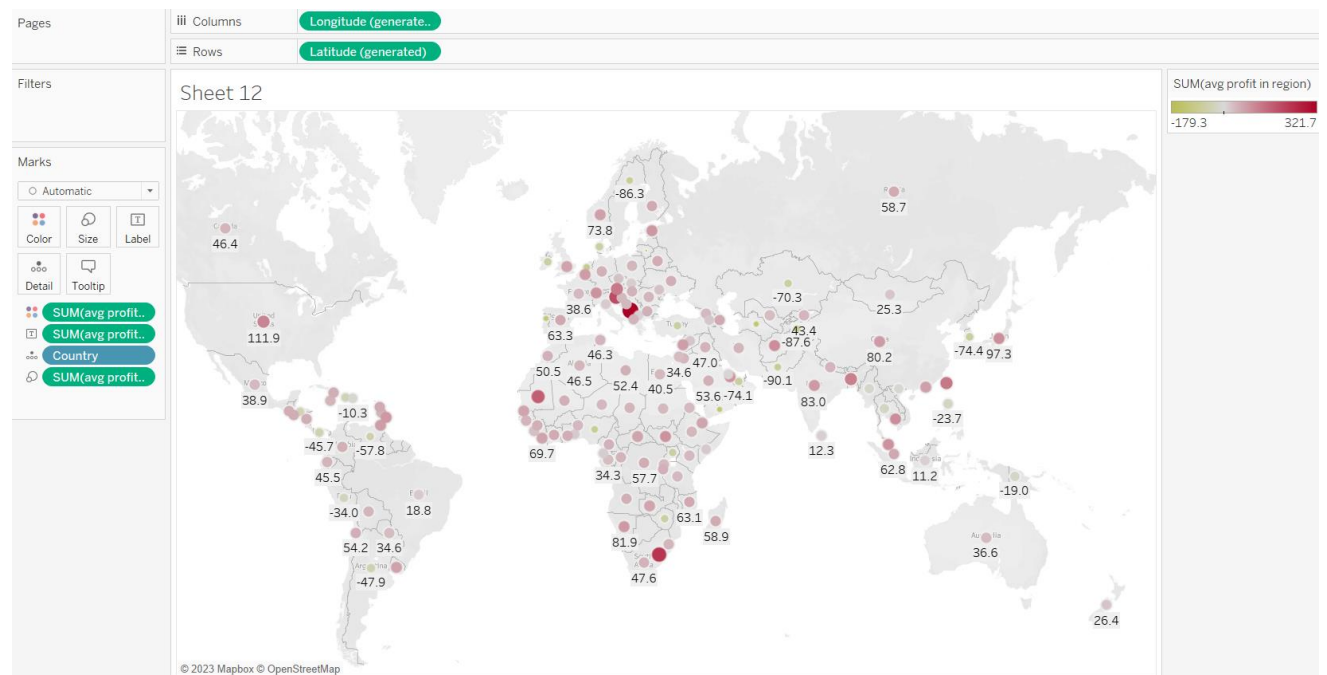 Pages
iii Columns
Longitude (generate..
Rows
Latitude (generated)
Filters
Sheet 12
SUM(avg profit in region)
-179.3 321.7
Marks
Automatic
Color Size Label
Detail Tooltip
SUM(avg profit..
SUM(avg profit..
Country
SUM(avg profit..
-86.3
58.7
73.8
46.4
-70.3
25.3
38.6
111.9
63.3
43.4
-87.6
80.2
-74.4 97.3
46.3
47.0
50.5 46.5 52.4 40.5 34.6
-90.1
38.9
53.6 -74.1
83.0
-10.3
-23.7
-45.7 -57.8
69.7
12.3
45.5
34.3 57.7
62.8 11.2
-19.0
-34.0 18.8
63.1
58.9
54.2 34.6
81.9
36.6
-47.9
47.6
26.4
© 2023 Mapbox © OpenStreetMap